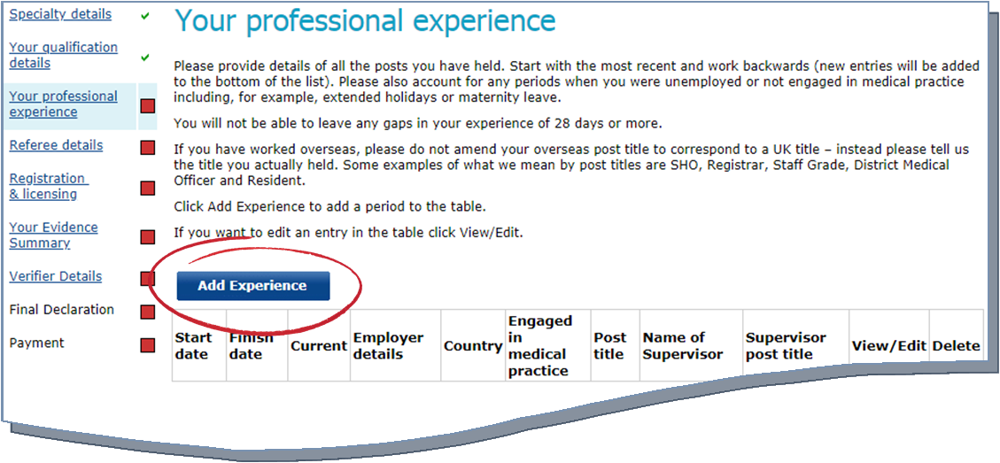 Specialty details
Your qualification
details
Your professional
experience
Referee details
Registration
& licensing
Your Evidence
Summary
Verifier Details
Final Declaration
Payment
Your professional experience
Please provide details of all the posts you have held. Start with the most recent and work backwards (new entries will be added
to the bottom of the list). Please also account for any periods when you were unemployed or not engaged in medical practice
including, for example, extended holidays or maternity leave.
You will not be able to leave any gaps in your experience of 28 days or more.
If you have worked overseas, please do not amend your overseas post title to correspond to a UK title – instead please tell us
the title you actually held. Some examples of what we mean by post titles are SHO, Registrar, Staff Grade, District Medical
Officer and Resident.
Click Add Experience to add a period to the table.
If you want to edit an entry in the table click View/Edit.
Add Experience
Start
date
Finish
date
Current
Employer
details
Country
Engaged
in
medical
practice
Post
title
Name of
Supervisor
Supervisor
post title
View/Edit
Delete